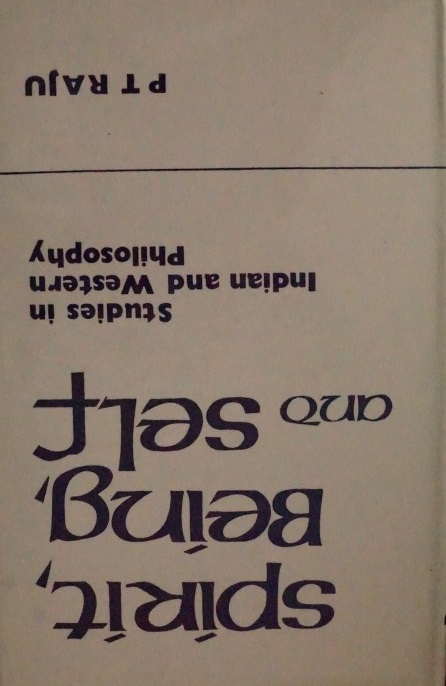 Spirit,
Being,
and Self
Studies in
Indian and Western
Philosophy
P T RAJU